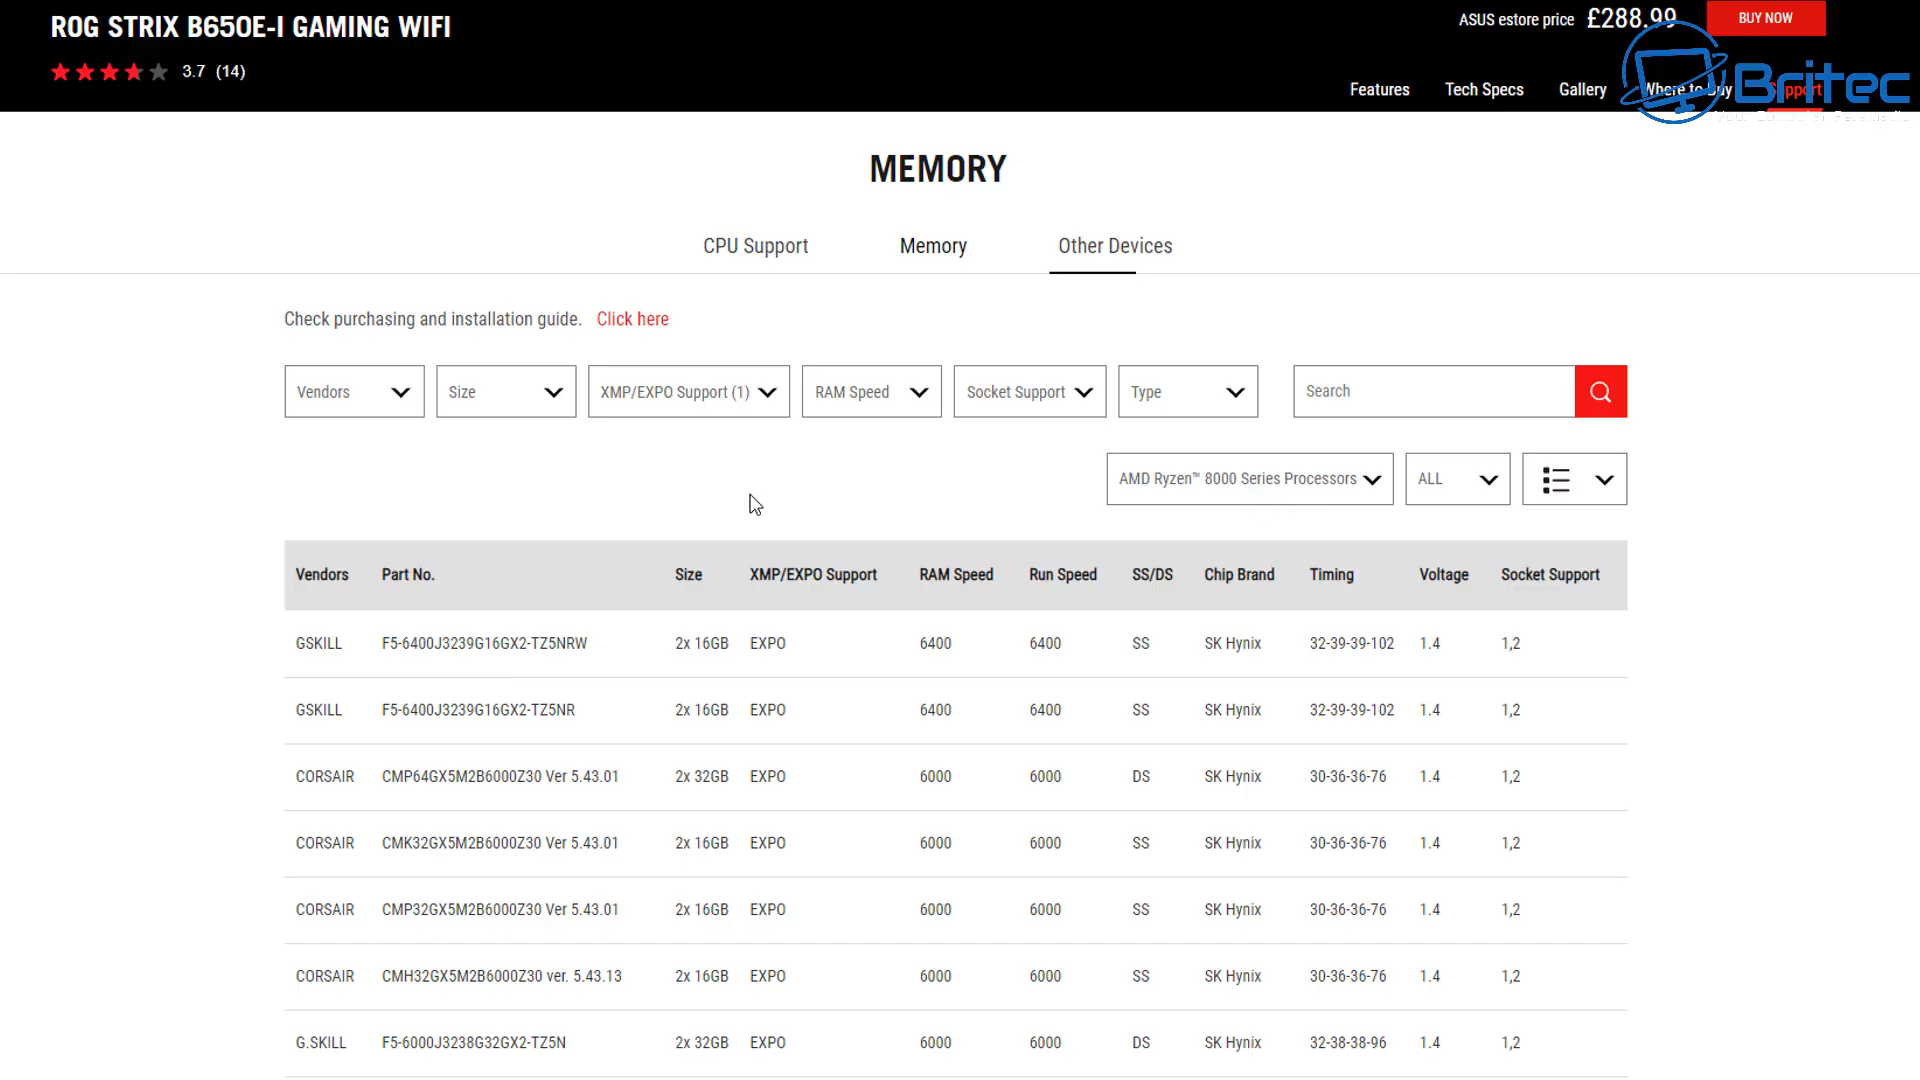 ROG STRIX B650E-I GAMING WIFI
ASUS estore price £288.99 BUY NOW
3.7 (14)
Features Tech Specs Gallery Where to Buy Support
Britec
MEMORY
CPU Support Memory Other Devices
Check purchasing and installation guide. Click here
Vendors Size XMP/EXPO Support (1) RAM Speed Socket Support Type Search
AMD Ryzen™ 8000 Series Processors ALL
Vendors Part No. Size XMP/EXPO Support RAM Speed Run Speed SS/DS Chip Brand Timing Voltage Socket Support
GSKILL F5-6400J3239G16GX2-TZ5NRW 2x 16GB EXPO 6400 6400 SS SK Hynix 32-39-39-102 1.4 1,2
GSKILL F5-6400J3239G16GX2-TZ5NR 2x 16GB EXPO 6400 6400 SS SK Hynix 32-39-39-102 1.4 1,2
CORSAIR CMP64GX5M2B6000Z30 Ver 5.43.01 2x 32GB EXPO 6000 6000 DS SK Hynix 30-36-36-76 1.4 1,2
CORSAIR CMK32GX5M2B6000Z30 Ver 5.43.01 2x 16GB EXPO 6000 6000 SS SK Hynix 30-36-36-76 1.4 1,2
CORSAIR CMP32GX5M2B6000Z30 Ver 5.43.01 2x 16GB EXPO 6000 6000 SS SK Hynix 30-36-36-76 1.4 1,2
CORSAIR CMH32GX5M2B6000Z30 ver. 5.43.13 2x 16GB EXPO 6000 6000 SS SK Hynix 30-36-36-76 1.4 1,2
G.SKILL F5-6000J3238G32GX2-TZ5N 2x 32GB EXPO 6000 6000 DS SK Hynix 32-38-38-96 1.4 1,2